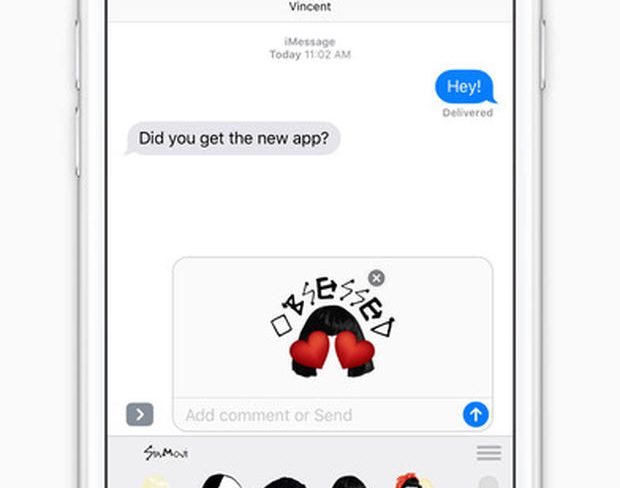 Vincent
iMessage
Today 11:02 AM
Hey!
Delivered
Did you get the new app?
OBSESSED
Add comment or Send
SiaMoji